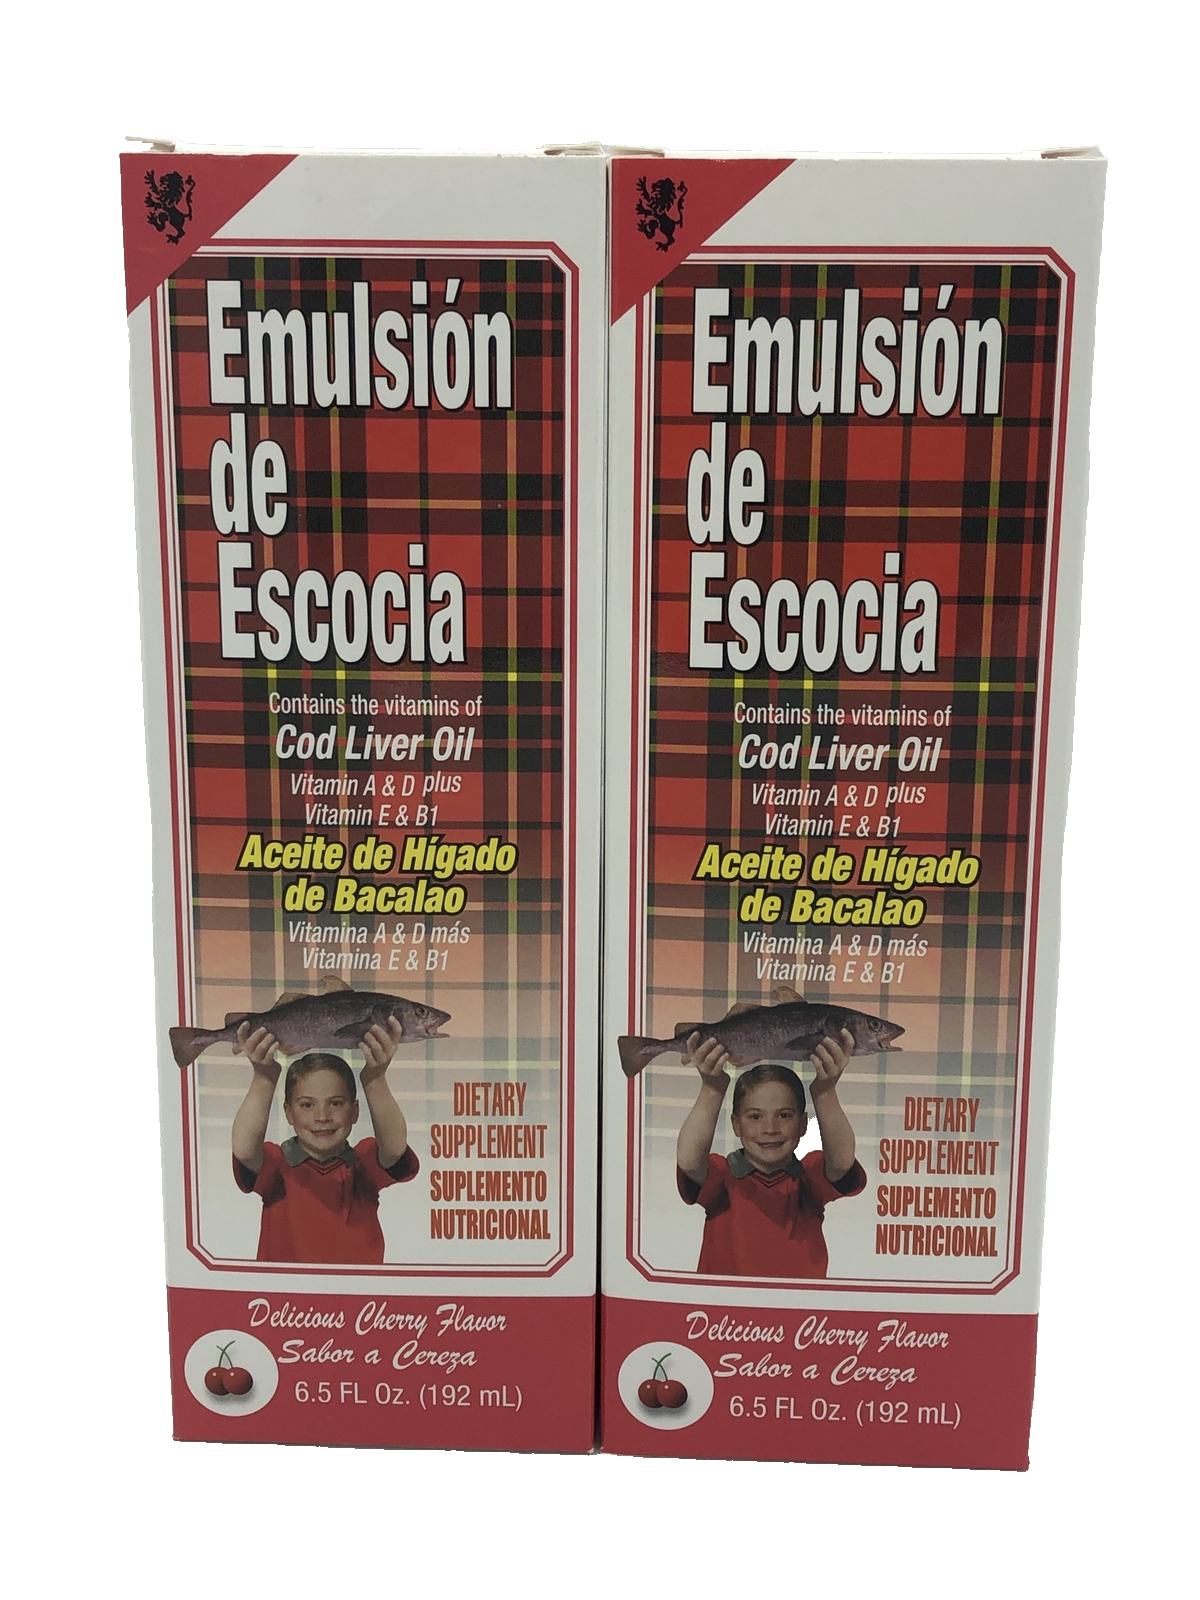 Emulsión
de
Escocia
Contains the vitamins of
Cod Liver Oil
Vitamin A & D plus
Vitamin E & B1
Aceite de Hígado
de Bacalao
Vitamina A & D más
Vitamina E & B1
DIETARY
SUPPLEMENT
SUPLEMENTO
NUTRICIONAL
Delicious Cherry Flavor
Sabor a Cereza
6.5 FL Oz. (192 mL)
Emulsión
de
Escocia
Contains the vitamins of
Cod Liver Oil
Vitamin A & D plus
Vitamin E & B1
Aceite de Hígado
de Bacalao
Vitamina A & D más
Vitamina E & B1
DIETARY
SUPPLEMENT
SUPLEMENTO
NUTRICIONAL
Delicious Cherry Flavor
Sabor a Cereza
6.5 FL Oz. (192 mL)